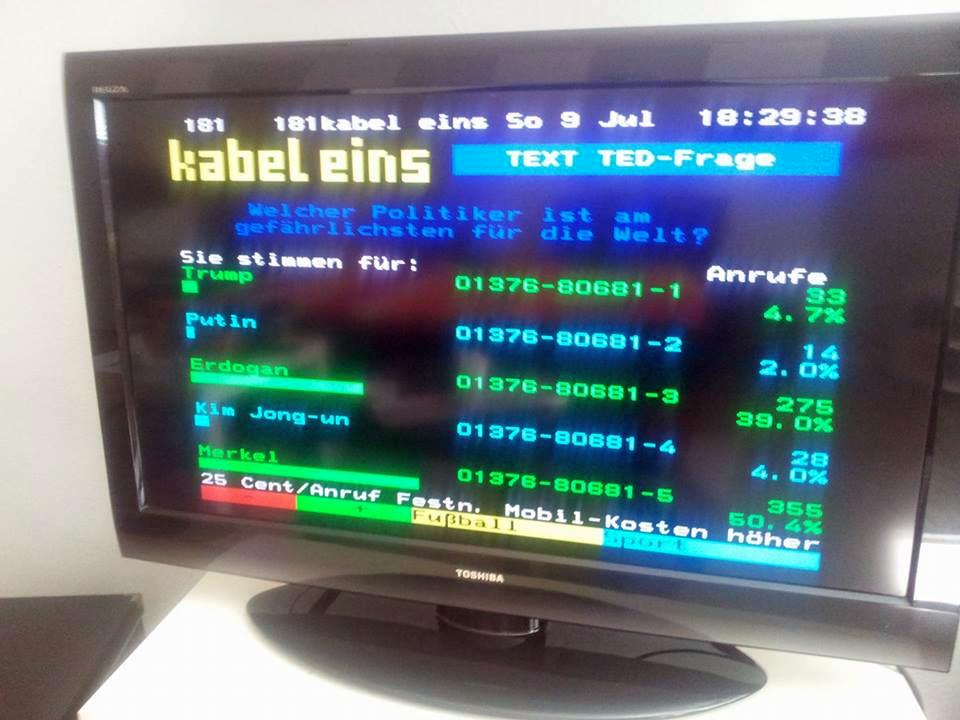 REGZA
181 181kabel eins So 9 Jul 18:29:38
kabel eins TEXT TED-Frage
Welcher Politiker ist am
gefährlichsten für die Welt?
Sie stimmen für: Anrufe
Trump 01376-80681-1 33
4.7%
Putin 01376-80681-2 14
2.0%
Erdogan 01376-80681-3 275
39.0%
Kim Jong-un 01376-80681-4 28
4.0%
Merkel 01376-80681-5 355
50.4%
25 Cent/Anruf Festn. Mobil-Kosten höher
- + Fußball Sport
TOSHIBA